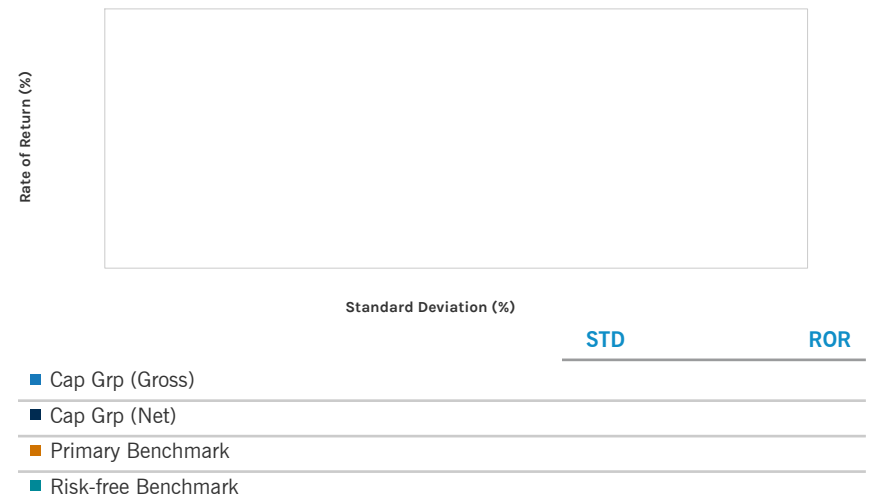 Rate of Return (%)
Standard Deviation (%)
STD ROR
Cap Grp (Gross)
Cap Grp (Net)
Primary Benchmark
Risk-free Benchmark